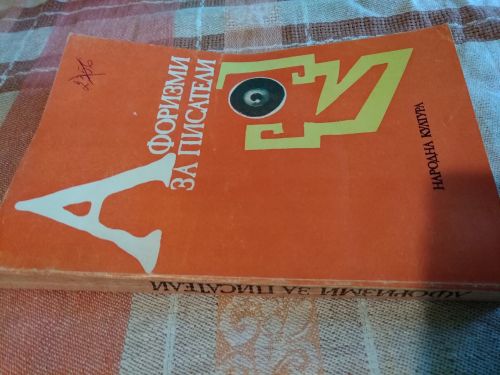 АФОРИЗМИ
ЗА ПИСАТЕЛИ
НАРОДНА КУЛТУРА
АФОРИЗМИ ЗА ПИСАТЕЛИ